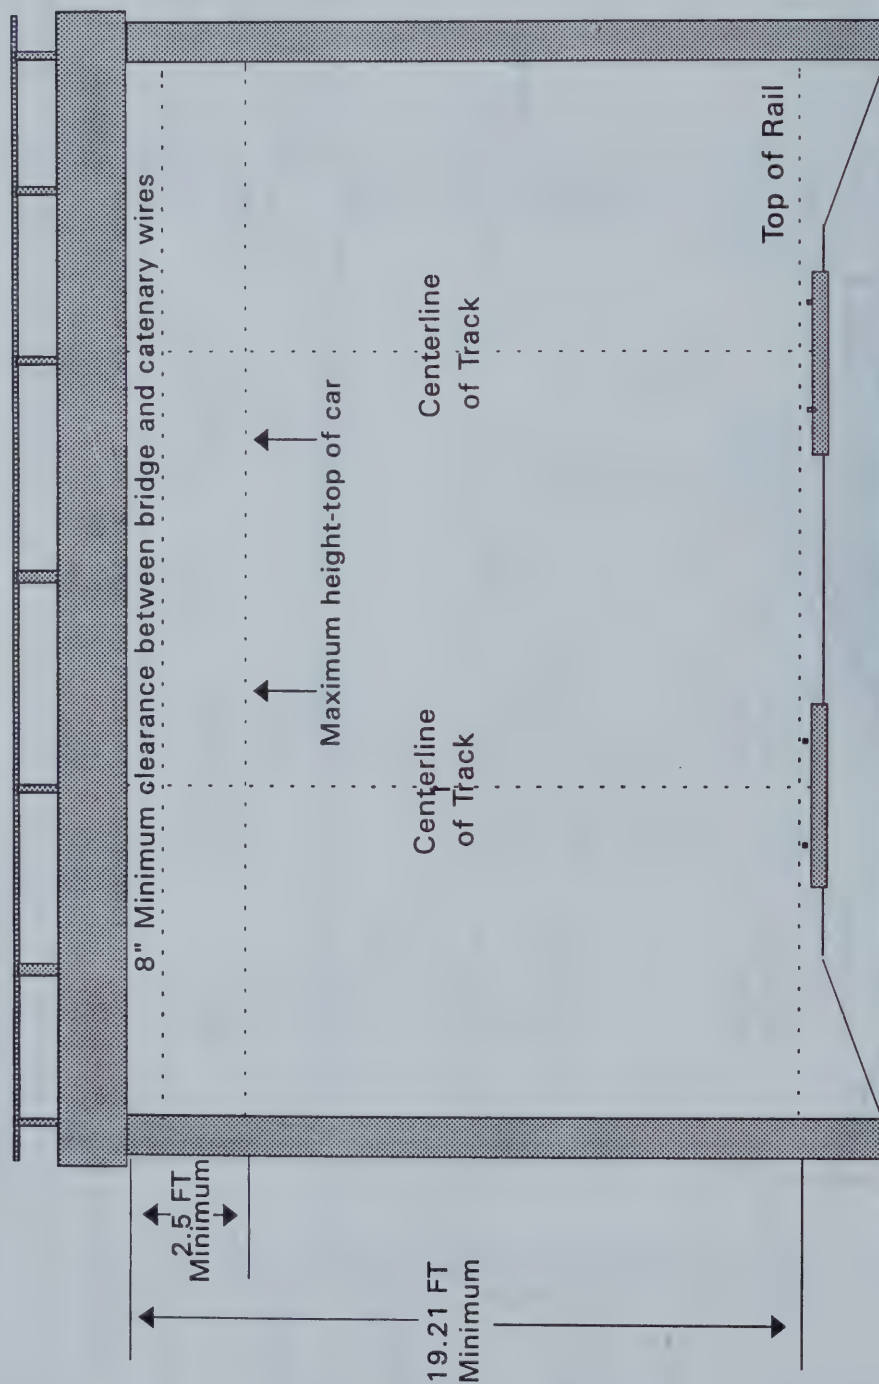 8" Minimum clearance between bridge and catenary wires
2.5 FT
Minimum
Maximum height-top of car
Centerline
of Track
Centerline
of Track
19.21 FT
Minimum
Top of Rail